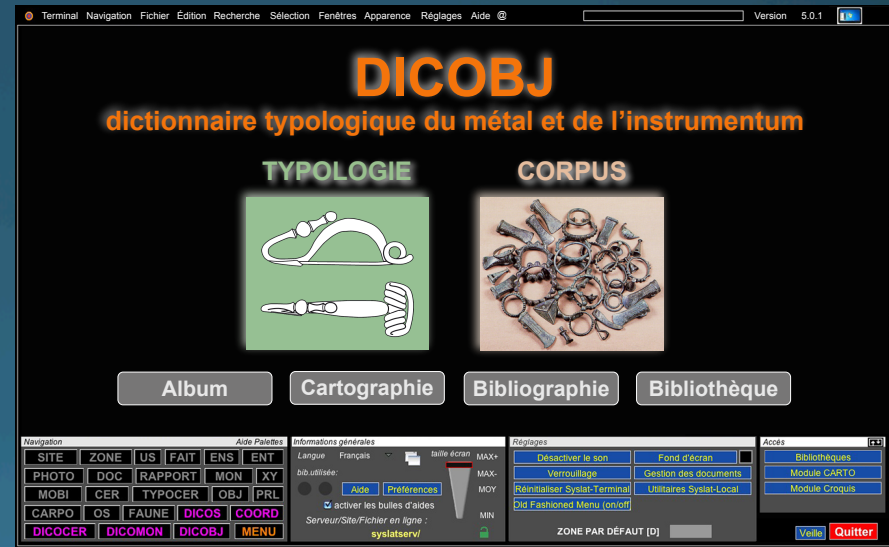 Terminal Navigation Fichier Édition Recherche Sélection Fenêtres Apparence Réglages Aide @ Version 5.0.1
DICOBJ
dictionnaire typologique du métal et de l'instrumentum
TYPOLOGIE CORPUS
Album Cartographie Bibliographie Bibliothèque
Navigation Aide Palettes
SITE ZONE US FAIT ENS ENT
PHOTO DOC RAPPORT MON XY
MOBI CER TYPOCER OBJ PRL
CARPO OS FAUNE DICOS COORD
DICOCER DICOMON DICOBJ MENU
Informations générales
Langue Français taille écran MAX+
bib.utilisée: MAX-
Aide Préférences MOY
activer les bulles d'aides
MIN
Serveur/Site/Fichier en ligne :
syslatserv/
Réglages
Désactiver le son Fond d'écran
Verrouillage Gestion des documents
Réinitialiser Syslat-Terminal Utilitaires Syslat-Local
Old Fashioned Menu (on/off)
ZONE PAR DÉFAUT [D]
Accès
Bibliothèques
Module CARTO
Module Croquis
Veille Quitter